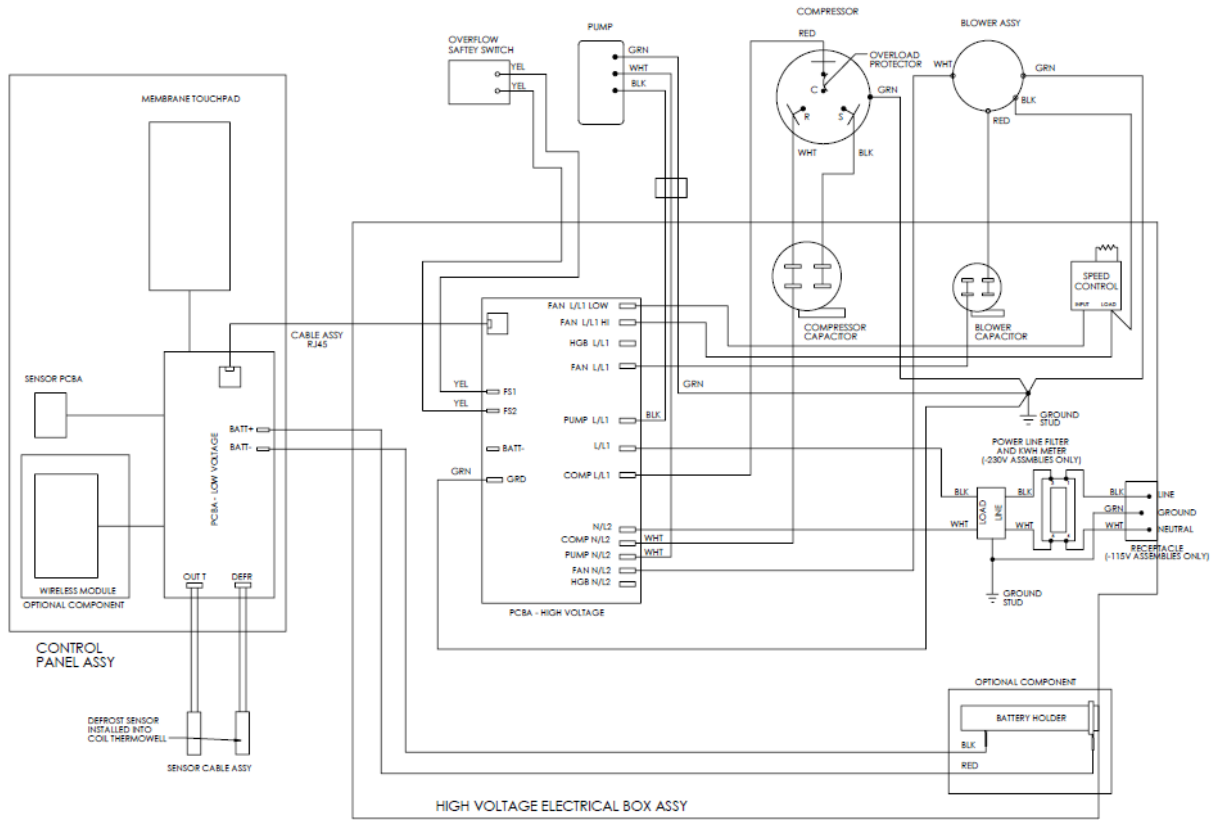 COMPRESSOR
BLOWER ASSY
PUMP
RED
OVERFLOW
SAFTEY SWITCH
GRN
WHT
BLK
YEL
YEL
OVERLOAD
PROTECTOR
C
R
S
GRN
WHT
BLK
WHT
GRN
BLK
RED
MEMBRANE TOUCHPAD
SPEED
CONTROL
INPUT LOAD
COMPRESSOR
CAPACITOR
BLOWER
CAPACITOR
CABLE ASSY
RJ45
FAN L/L1 LOW
FAN L/L1 HI
HGB L/L1
FAN L/L1
PUMP L/L1
L/L1
COMP L/L1
N/L2
COMP N/L2
PUMP N/L2
FAN N/L2
HGB N/L2
YEL
FS1
YEL
FS2
BATT-
GRN
GRD
BLK
GRN
WHT
WHT
PCBA - HIGH VOLTAGE
SENSOR PCBA
BATT+
BATT-
PCBA - LOW VOLTAGE
OUT T
DEFR
WIRELESS MODULE
OPTIONAL COMPONENT
CONTROL
PANEL ASSY
DEFROST SENSOR
INSTALLED INTO
COIL THERMOWELL
SENSOR CABLE ASSY
GROUND
STUD
POWER LINE FILTER
AND KWH METER
(-230V ASSMBLIES ONLY)
BLK
WHT
LOAD
LINE
BLK
WHT
BLK
GRN
WHT
LINE
GROUND
NEUTRAL
RECEPTACLE
(-115V ASSEMBLIES ONLY)
GROUND
STUD
OPTIONAL COMPONENT
BATTERY HOLDER
BLK
RED
HIGH VOLTAGE ELECTRICAL BOX ASSY